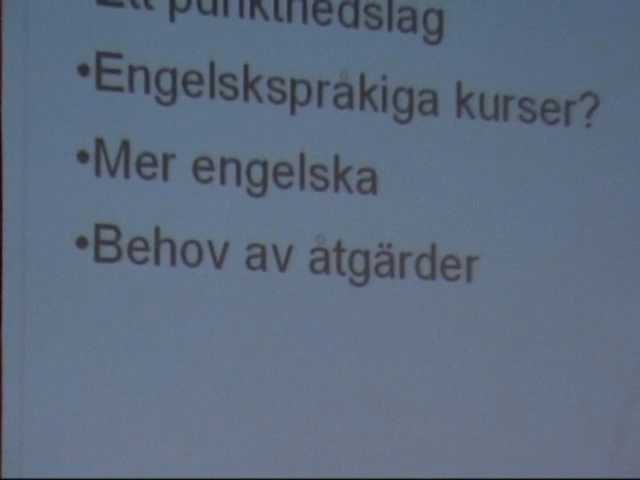 Ett punktnedslag
•Engelskspråkiga kurser?
•Mer engelska
•Behov av åtgärder